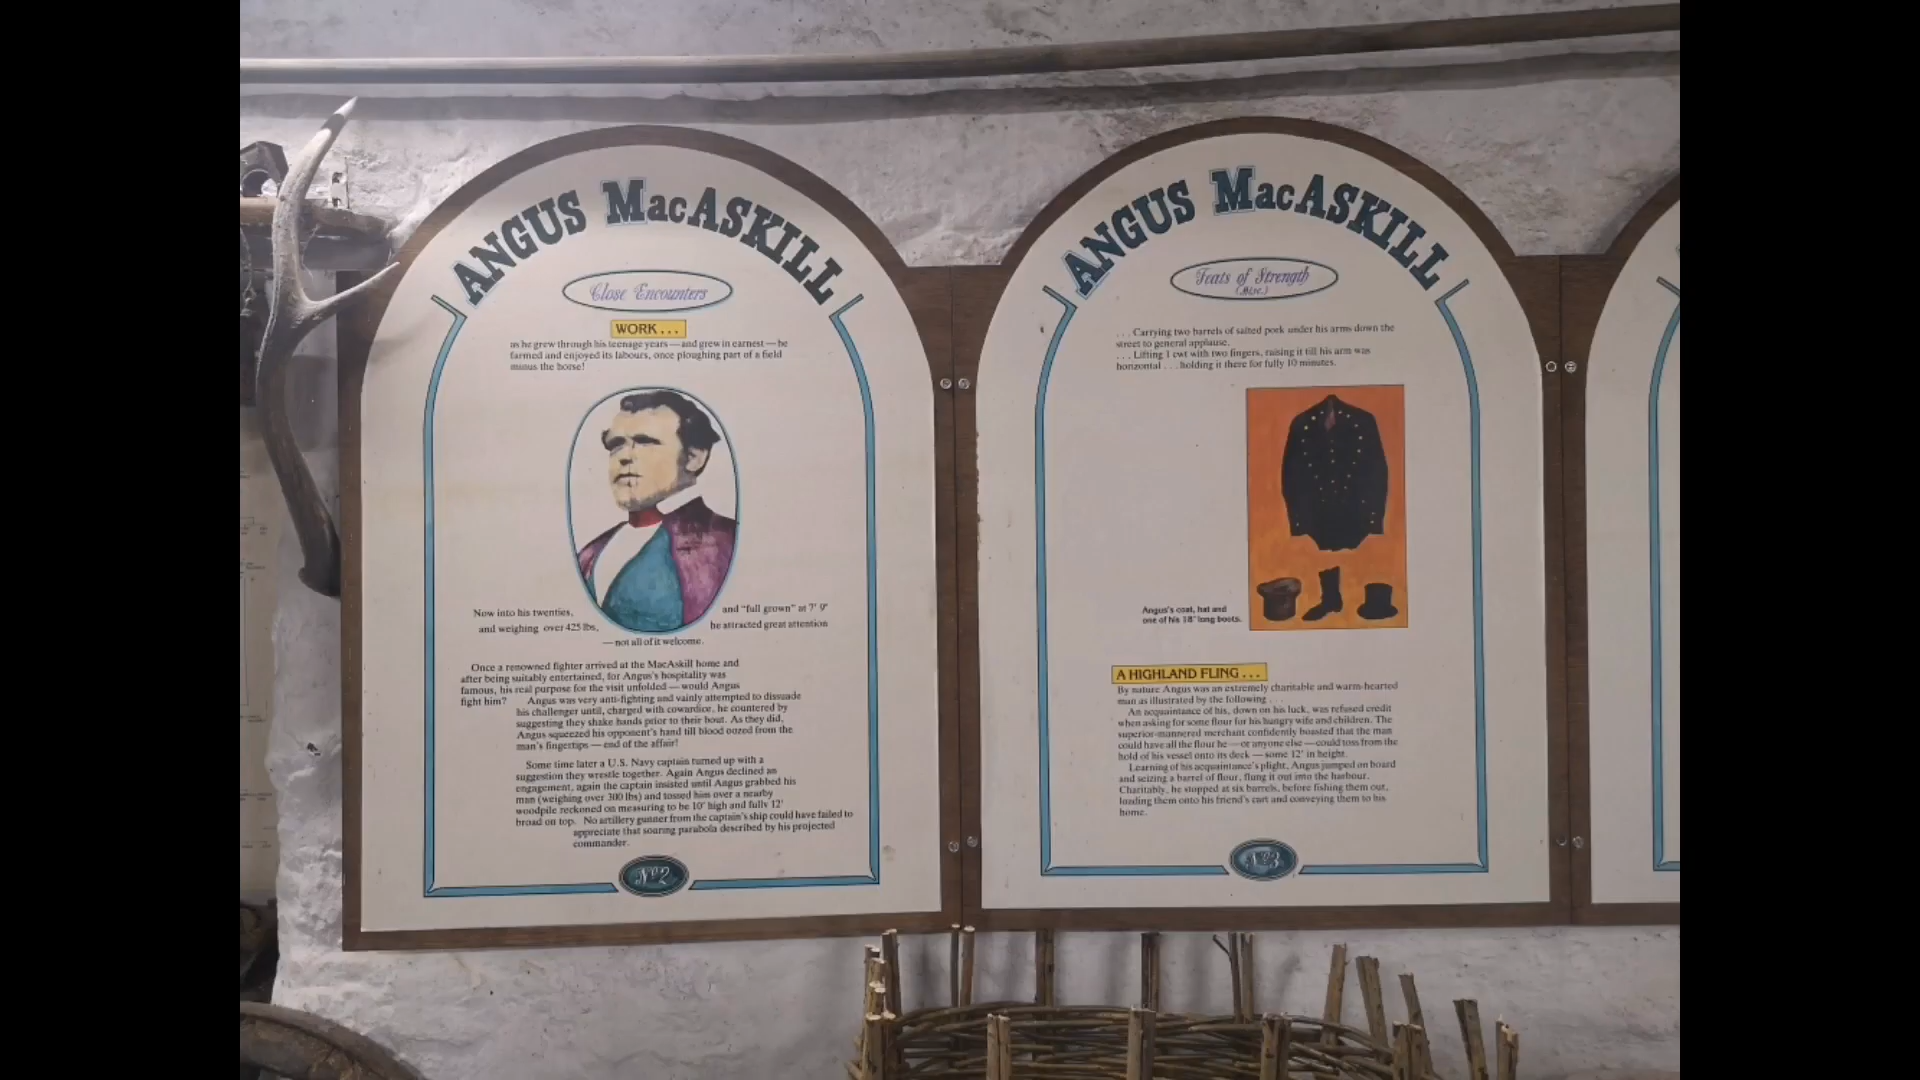 ANGUS MacASKILL
Close Encounters
WORK . . .
as he grew through his teenage years — and grew in earnest — he
farmed and enjoyed its labours, once ploughing part of a field
minus the horse!
Now into his twenties,
and weighing over 425 lbs,
and "full grown" at 7' 9"
he attracted great attention
— not all of it welcome.
Once a renowned fighter arrived at the MacAskill home and
after being suitably entertained, for Angus's hospitality was
famous, his real purpose for the visit unfolded — would Angus
fight him? Angus was very anti-fighting and vainly attempted to dissuade
his challenger until, charged with cowardice, he countered by
suggesting they shake hands prior to their bout. As they did,
Angus squeezed his opponent's hand till blood oozed from the
man's fingertips — end of the affair!
Some time later a U.S. Navy captain turned up with a
suggestion they wrestle together. Again Angus declined an
engagement, again the captain insisted until Angus grabbed his
man (weighing over 300 lbs) and tossed him over a nearby
woodpile reckoned on measuring to be 10' high and fully 12'
broad on top. No artillery gunner from the captain's ship could have failed to
appreciate that soaring parabola described by his projected
commander.
No 2
ANGUS MacASKILL
Feats of Strength
(Misc.)
. . . Carrying two barrels of salted pork under his arms down the
street to general applause.
. . . Lifting 1 cwt with two fingers, raising it till his arm was
horizontal . . . holding it there for fully 10 minutes.
Angus's coat, hat and
one of his 18" long boots.
A HIGHLAND FLING . . .
By nature Angus was an extremely charitable and warm-hearted
man as illustrated by the following . . .
An acquaintance of his, down on his luck, was refused credit
when asking for some flour for his hungry wife and children. The
superior-mannered merchant confidently boasted that the man
could have all the flour he — or anyone else — could toss from the
hold of his vessel onto its deck — some 12' in height.
Learning of his acquaintance's plight, Angus jumped on board
and seizing a barrel of flour, flung it out into the harbour.
Charitably, he stopped at six barrels, before fishing them out,
loading them onto his friend's cart and conveying them to his
home.
No 3